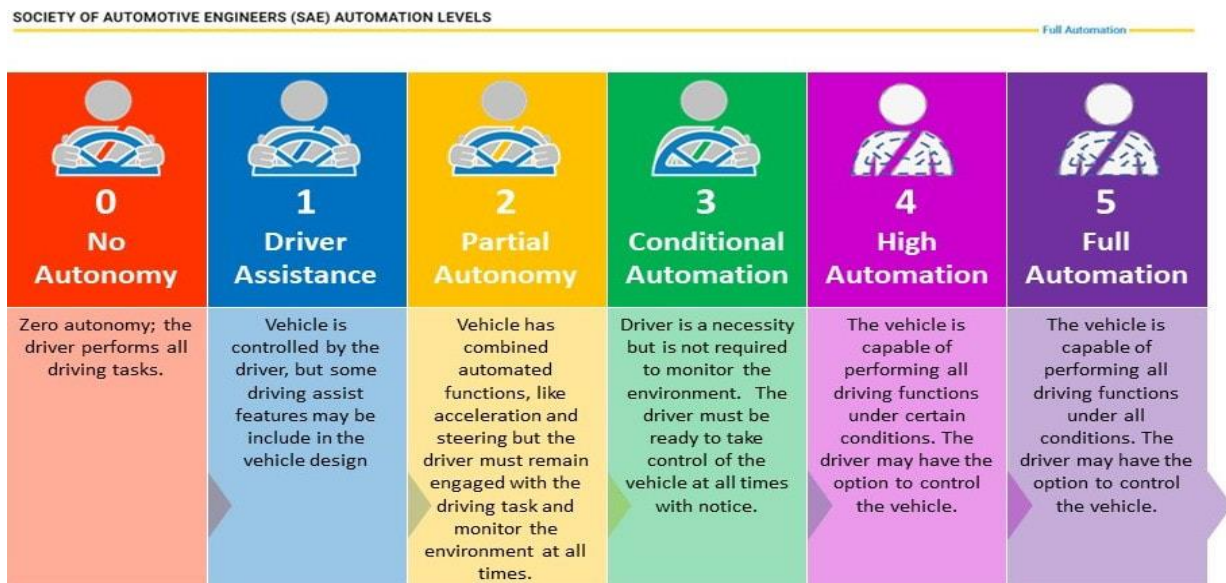 SOCIETY OF AUTOMOTIVE ENGINEERS (SAE) AUTOMATION LEVELS
Full Automation
0
No
Autonomy
Zero autonomy; the
driver performs all
driving tasks.
1
Driver
Assistance
Vehicle is
controlled by the
driver, but some
driving assist
features may be
include in the
vehicle design
2
Partial
Autonomy
Vehicle has
combined
automated
functions, like
acceleration and
steering but the
driver must remain
engaged with the
driving task and
monitor the
environment at all
times.
3
Conditional
Automation
Driver is a necessity
but is not required
to monitor the
environment. The
driver must be
ready to take
control of the
vehicle at all times
with notice.
4
High
Automation
The vehicle is
capable of
performing all
driving functions
under certain
conditions. The
driver may have the
option to control
the vehicle.
5
Full
Automation
The vehicle is
capable of
performing all
driving functions
under all
conditions. The
driver may have the
option to control
the vehicle.